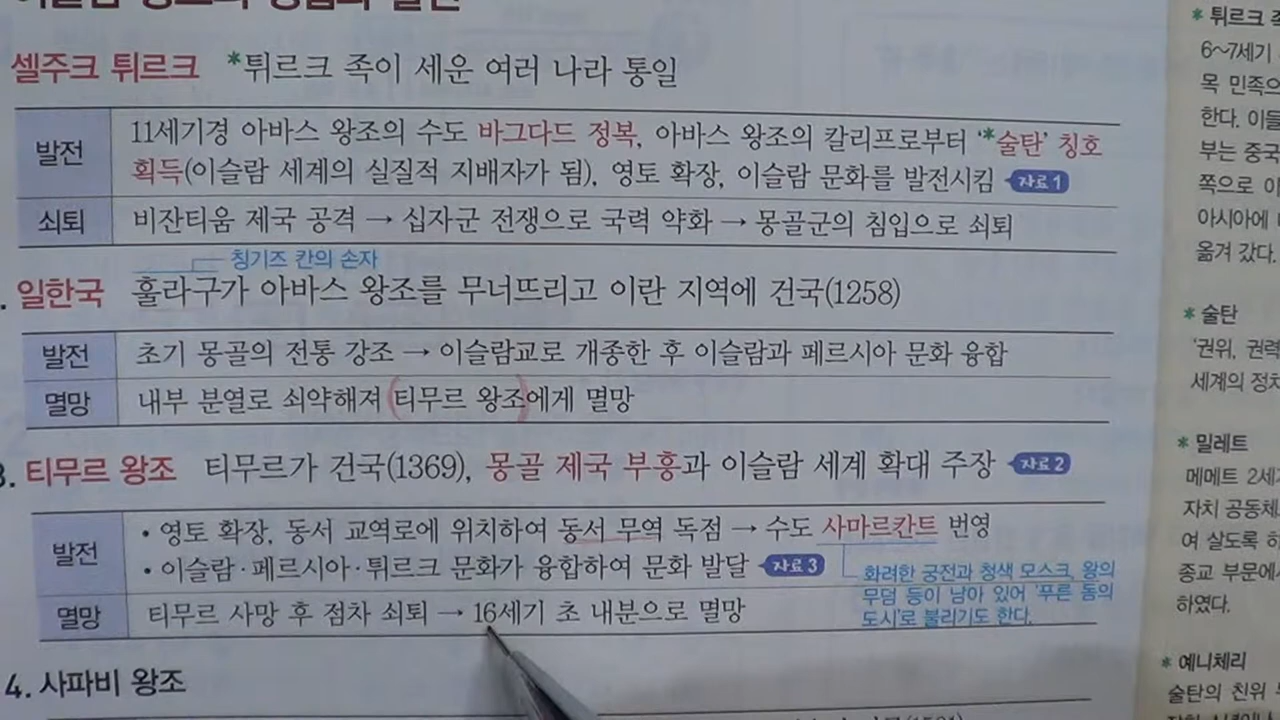 셀주크 튀르크 *튀르크 족이 세운 여러 나라 통일
발전
11세기경 아바스 왕조의 수도 바그다드 정복, 아바스 왕조의 칼리프로부터 '*술탄' 칭호
획득(이슬람 세계의 실질적 지배자가 됨), 영토 확장, 이슬람 문화를 발전시킴 자료1
쇠퇴 비잔티움 제국 공격 → 십자군 전쟁으로 국력 약화 → 몽골군의 침입으로 쇠퇴
칭기즈 칸의 손자
. 일한국 훌라구가 아바스 왕조를 무너뜨리고 이란 지역에 건국(1258)
발전 초기 몽골의 전통 강조 → 이슬람교로 개종한 후 이슬람과 페르시아 문화 융합
멸망 내부 분열로 쇠약해져 (티무르 왕조)에게 멸망
3. 티무르 왕조 티무르가 건국(1369), 몽골 제국 부흥과 이슬람 세계 확대 주장 자료2
발전
• 영토 확장, 동서 교역로에 위치하여 동서 무역 독점 → 수도 사마르칸트 번영
• 이슬람·페르시아·튀르크 문화가 융합하여 문화 발달 자료3
화려한 궁전과 청색 모스크, 왕의
무덤 등이 남아 있어 '푸른 돔의
도시'로 불리기도 한다.
멸망 티무르 사망 후 점차 쇠퇴 → 16세기 초 내분으로 멸망
4. 사파비 왕조
* 튀르크
6~7세기
목 민족으
한다. 이들
부는 중국
쪽으로 이
아시아에
옮겨 갔다.
* 술탄
'권위, 권력
세계의 정치
* 밀레트
메메트 2세
자치 공동체
여 살도록 하
종교 부문에서
하였다.
* 예니체리
술탄의 친위